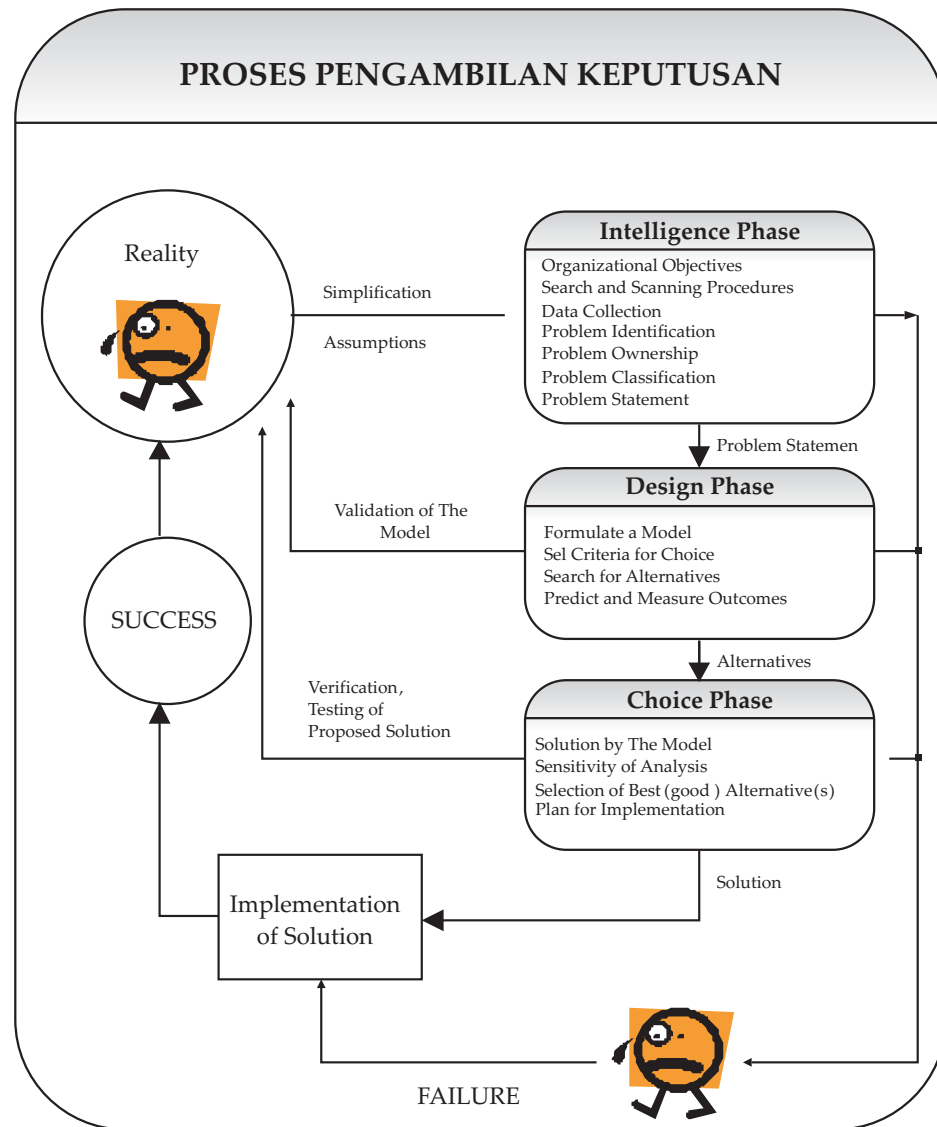 PROSES PENGAMBILAN KEPUTUSAN
Reality
Simplification
Assumptions
Intelligence Phase
Organizational Objectives
Search and Scanning Procedures
Data Collection
Problem Identification
Problem Ownership
Problem Classification
Problem Statement
Problem Statemen
Design Phase
Formulate a Model
Sel Criteria for Choice
Search for Alternatives
Predict and Measure Outcomes
Validation of The
Model
SUCCESS
Alternatives
Choice Phase
Solution by The Model
Sensitivity of Analysis
Selection of Best (good ) Alternative(s)
Plan for Implementation
Verification,
Testing of
Proposed Solution
Solution
Implementation
of Solution
FAILURE